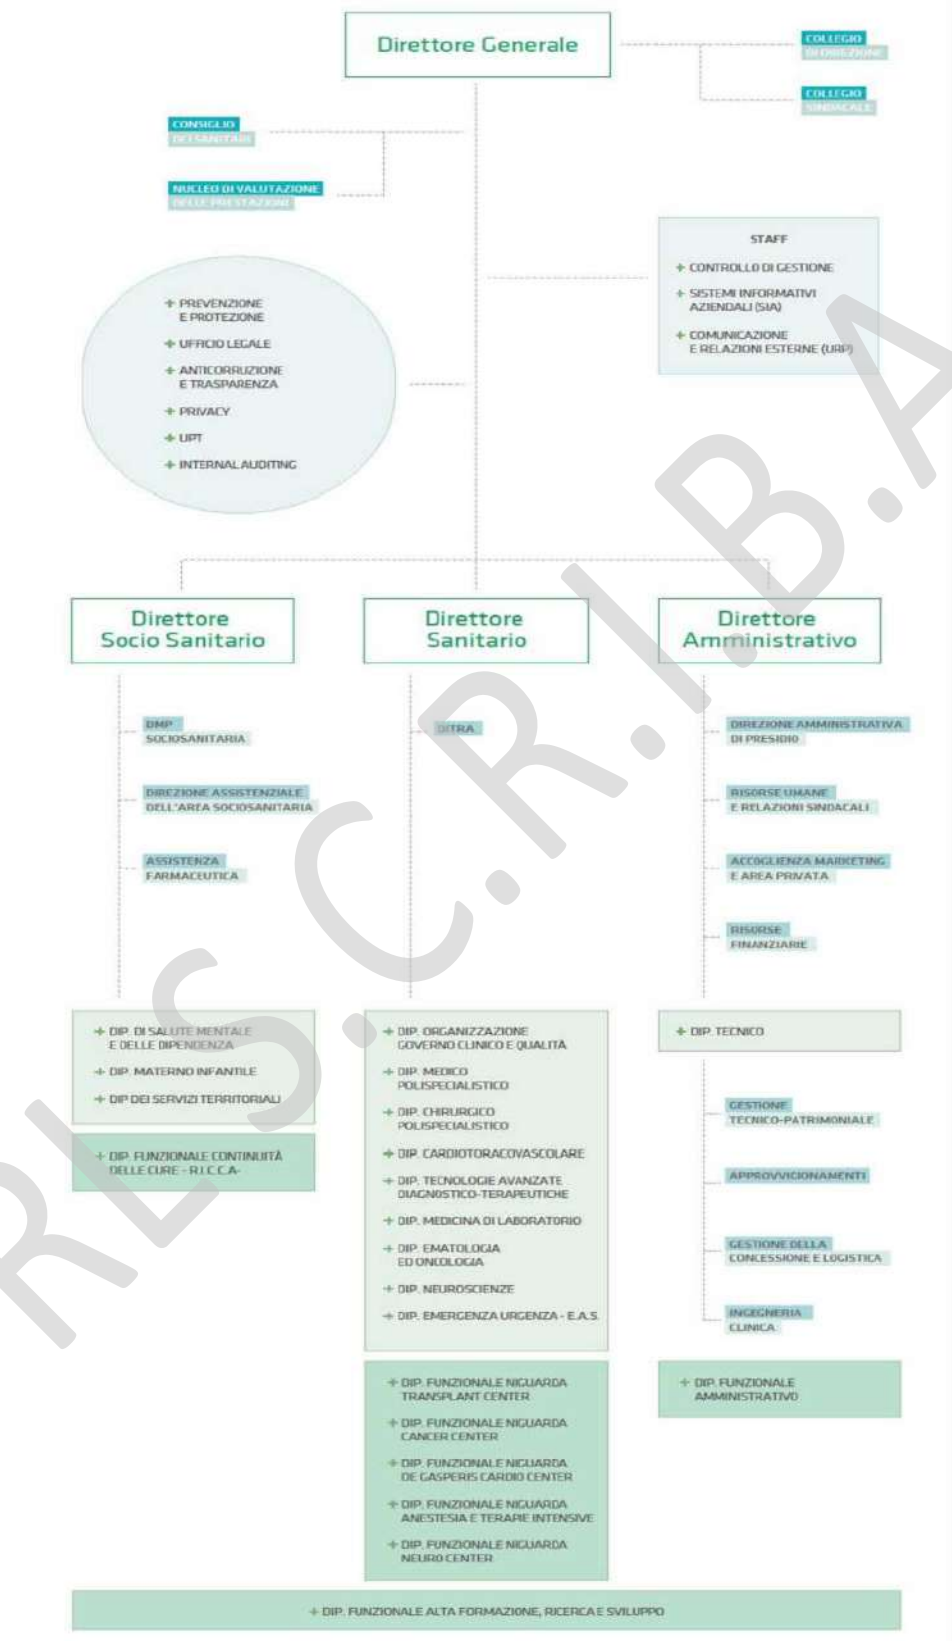 Direttore Generale
COLLEGIO
DI DIREZIONE
COLLEGIO
SINDACALE
CONSIGLIO
DEI SANITARI
NUCLEO DI VALUTAZIONE
DELLE PRESTAZIONI
STAFF
+ CONTROLLO DI GESTIONE
+ SISTEMI INFORMATIVI
AZIENDALI (SIA)
+ COMUNICAZIONE
E RELAZIONI ESTERNE (URP)
+ PREVENZIONE
E PROTEZIONE
+ UFFICIO LEGALE
+ ANTICORRUZIONE
E TRASPARENZA
+ PRIVACY
+ UPT
+ INTERNAL AUDITING
Direttore
Socio Sanitario
DMP
SOCIOSANITARIA
DIREZIONE ASSISTENZIALE
DELL'AREA SOCIOSANITARIA
ASSISTENZA
FARMACEUTICA
+ DIP. DI SALUTE MENTALE
E DELLE DIPENDENZA
+ DIP. MATERNO INFANTILE
+ DIP DEI SERVIZI TERRITORIALI
+ DIP. FUNZIONALE CONTINUITÀ
DELLE CURE - R.I.C.C.A-
Direttore
Sanitario
DITRA
+ DIP. ORGANIZZAZIONE
GOVERNO CLINICO E QUALITÀ
+ DIP. MEDICO
POLISPECIALISTICO
+ DIP. CHIRURGICO
POLISPECIALISTICO
+ DIP. CARDIOTORACOVASCOLARE
+ DIP. TECNOLOGIE AVANZATE
DIAGNOSTICO-TERAPEUTICHE
+ DIP. MEDICINA DI LABORATORIO
+ DIP. EMATOLOGIA
ED ONCOLOGIA
+ DIP. NEUROSCIENZE
+ DIP. EMERGENZA URGENZA - E.A.S.
+ DIP. FUNZIONALE NIGUARDA
TRANSPLANT CENTER
+ DIP. FUNZIONALE NIGUARDA
CANCER CENTER
+ DIP. FUNZIONALE NIGUARDA
DE GASPERIS CARDIO CENTER
+ DIP. FUNZIONALE NIGUARDA
ANESTESIA E TERAPIE INTENSIVE
+ DIP. FUNZIONALE NIGUARDA
NEURO CENTER
Direttore
Amministrativo
DIREZIONE AMMINISTRATIVA
DI PRESIDIO
RISORSE UMANE
E RELAZIONI SINDACALI
ACCOGLIENZA MARKETING
E AREA PRIVATA
RISORSE
FINANZIARIE
+ DIP. TECNICO
GESTIONE
TECNICO-PATRIMONIALE
APPROVVIGIONAMENTI
GESTIONE DELLA
CONCESSIONE E LOGISTICA
INGEGNERIA
CLINICA
+ DIP. FUNZIONALE
AMMINISTRATIVO
+ DIP. FUNZIONALE ALTA FORMAZIONE, RICERCA E SVILUPPO
RL S.C.R.I.B.A